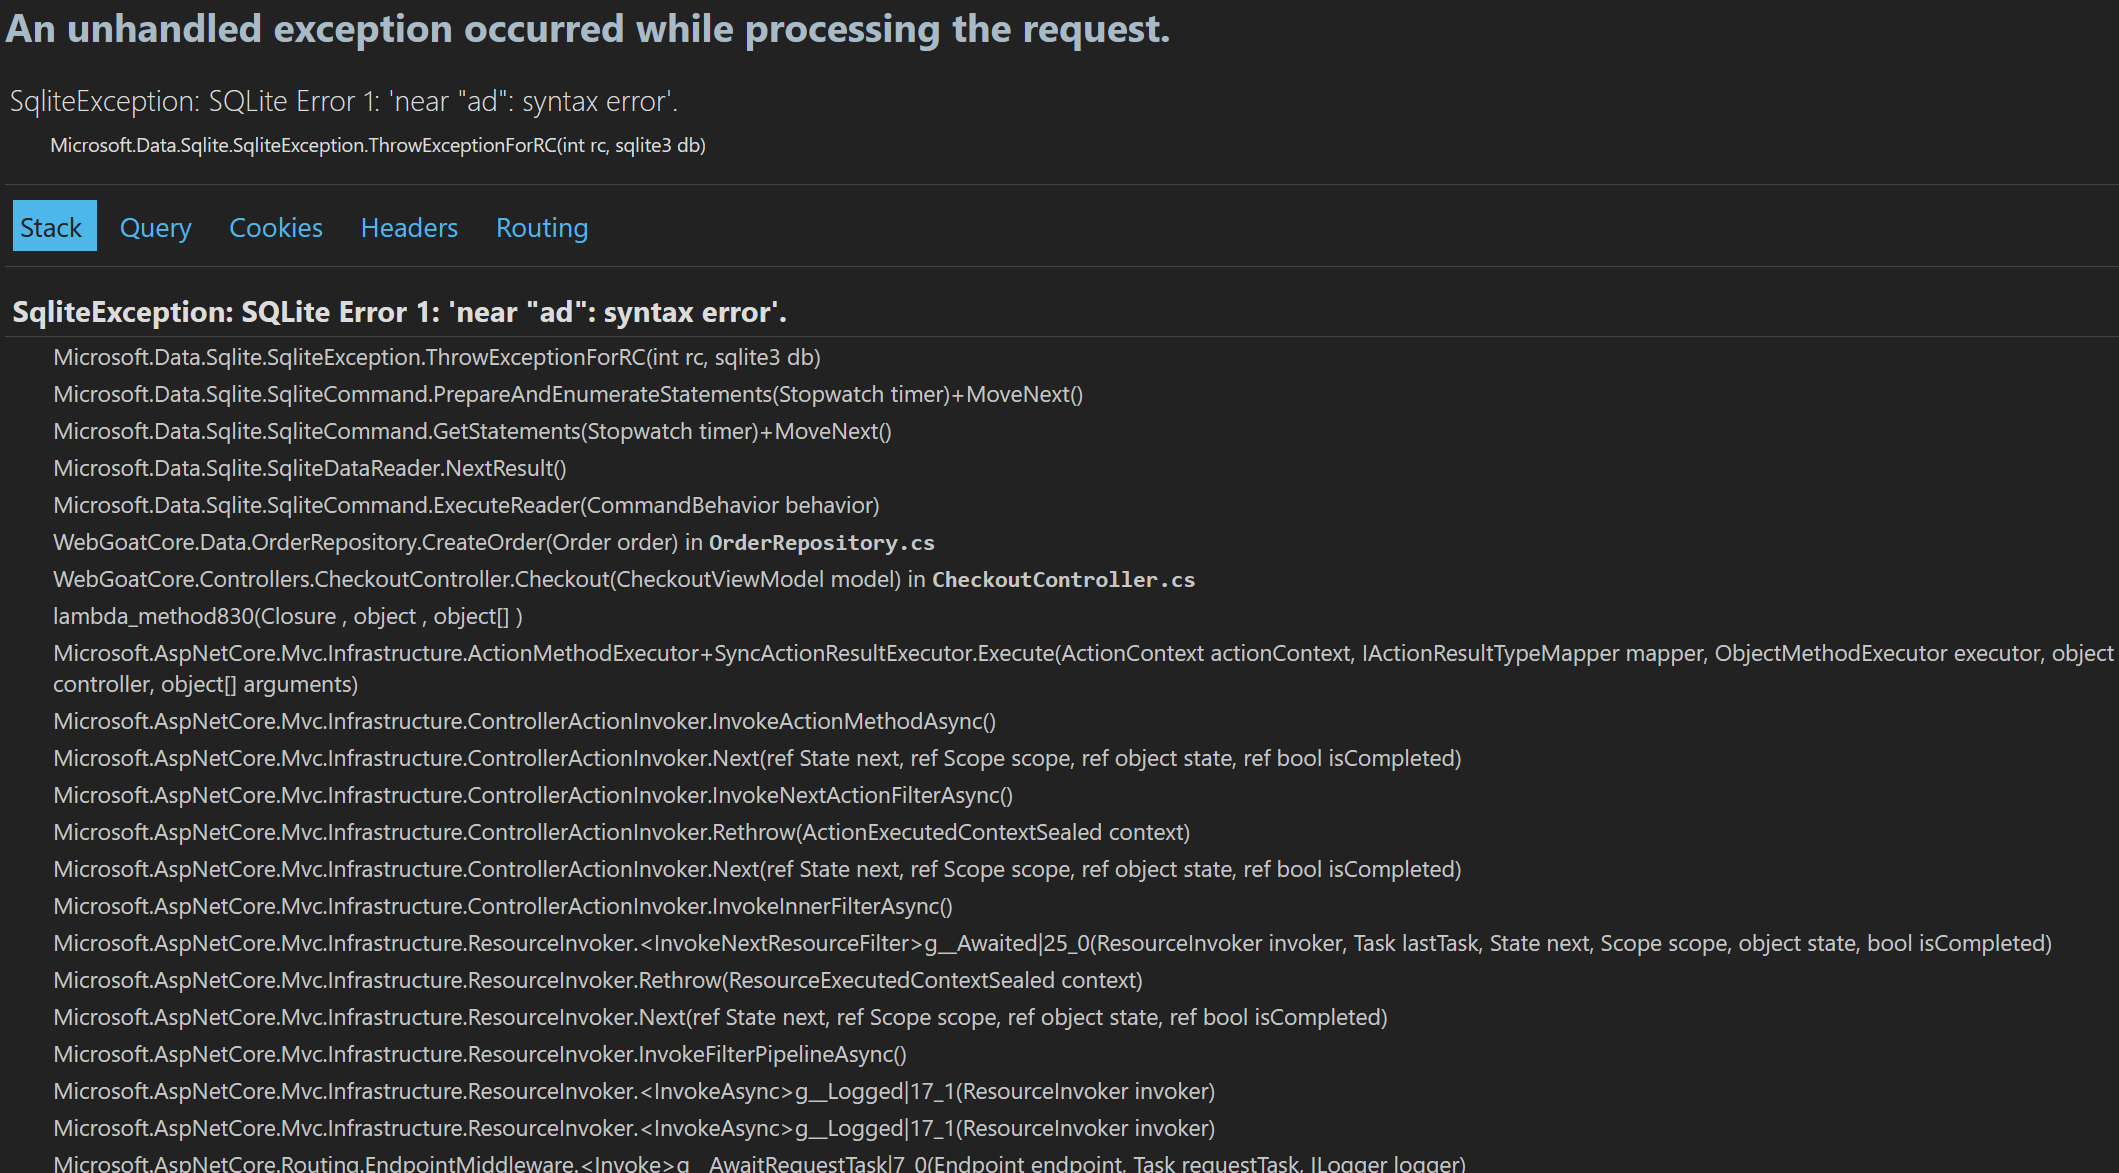 An unhandled exception occurred while processing the request.
SqliteException: SQLite Error 1: 'near "ad": syntax error'.
Microsoft.Data.Sqlite.SqliteException.ThrowExceptionForRC(int rc, sqlite3 db)
Stack Query Cookies Headers Routing
SqliteException: SQLite Error 1: 'near "ad": syntax error'.
Microsoft.Data.Sqlite.SqliteException.ThrowExceptionForRC(int rc, sqlite3 db)
Microsoft.Data.Sqlite.SqliteCommand.PrepareAndEnumerateStatements(Stopwatch timer)+MoveNext()
Microsoft.Data.Sqlite.SqliteCommand.GetStatements(Stopwatch timer)+MoveNext()
Microsoft.Data.Sqlite.SqliteDataReader.NextResult()
Microsoft.Data.Sqlite.SqliteCommand.ExecuteReader(CommandBehavior behavior)
WebGoatCore.Data.OrderRepository.CreateOrder(Order order) in OrderRepository.cs
WebGoatCore.Controllers.CheckoutController.Checkout(CheckoutViewModel model) in CheckoutController.cs
lambda_method830(Closure , object , object[] )
Microsoft.AspNetCore.Mvc.Infrastructure.ActionMethodExecutor+SyncActionResultExecutor.Execute(ActionContext actionContext, IActionResultTypeMapper mapper, ObjectMethodExecutor executor, object
controller, object[] arguments)
Microsoft.AspNetCore.Mvc.Infrastructure.ControllerActionInvoker.InvokeActionMethodAsync()
Microsoft.AspNetCore.Mvc.Infrastructure.ControllerActionInvoker.Next(ref State next, ref Scope scope, ref object state, ref bool isCompleted)
Microsoft.AspNetCore.Mvc.Infrastructure.ControllerActionInvoker.InvokeNextActionFilterAsync()
Microsoft.AspNetCore.Mvc.Infrastructure.ControllerActionInvoker.Rethrow(ActionExecutedContextSealed context)
Microsoft.AspNetCore.Mvc.Infrastructure.ControllerActionInvoker.Next(ref State next, ref Scope scope, ref object state, ref bool isCompleted)
Microsoft.AspNetCore.Mvc.Infrastructure.ControllerActionInvoker.InvokeInnerFilterAsync()
Microsoft.AspNetCore.Mvc.Infrastructure.ResourceInvoker.<InvokeNextResourceFilter>g__Awaited|25_0(ResourceInvoker invoker, Task lastTask, State next, Scope scope, object state, bool isCompleted)
Microsoft.AspNetCore.Mvc.Infrastructure.ResourceInvoker.Rethrow(ResourceExecutedContextSealed context)
Microsoft.AspNetCore.Mvc.Infrastructure.ResourceInvoker.Next(ref State next, ref Scope scope, ref object state, ref bool isCompleted)
Microsoft.AspNetCore.Mvc.Infrastructure.ResourceInvoker.InvokeFilterPipelineAsync()
Microsoft.AspNetCore.Mvc.Infrastructure.ResourceInvoker.<InvokeAsync>g__Logged|17_1(ResourceInvoker invoker)
Microsoft.AspNetCore.Mvc.Infrastructure.ResourceInvoker.<InvokeAsync>g__Logged|17_1(ResourceInvoker invoker)
Microsoft.AspNetCore.Routing.EndpointMiddleware.<Invoke>g__AwaitRequestTask|7_0(Endpoint endpoint, Task requestTask, ILogger logger)